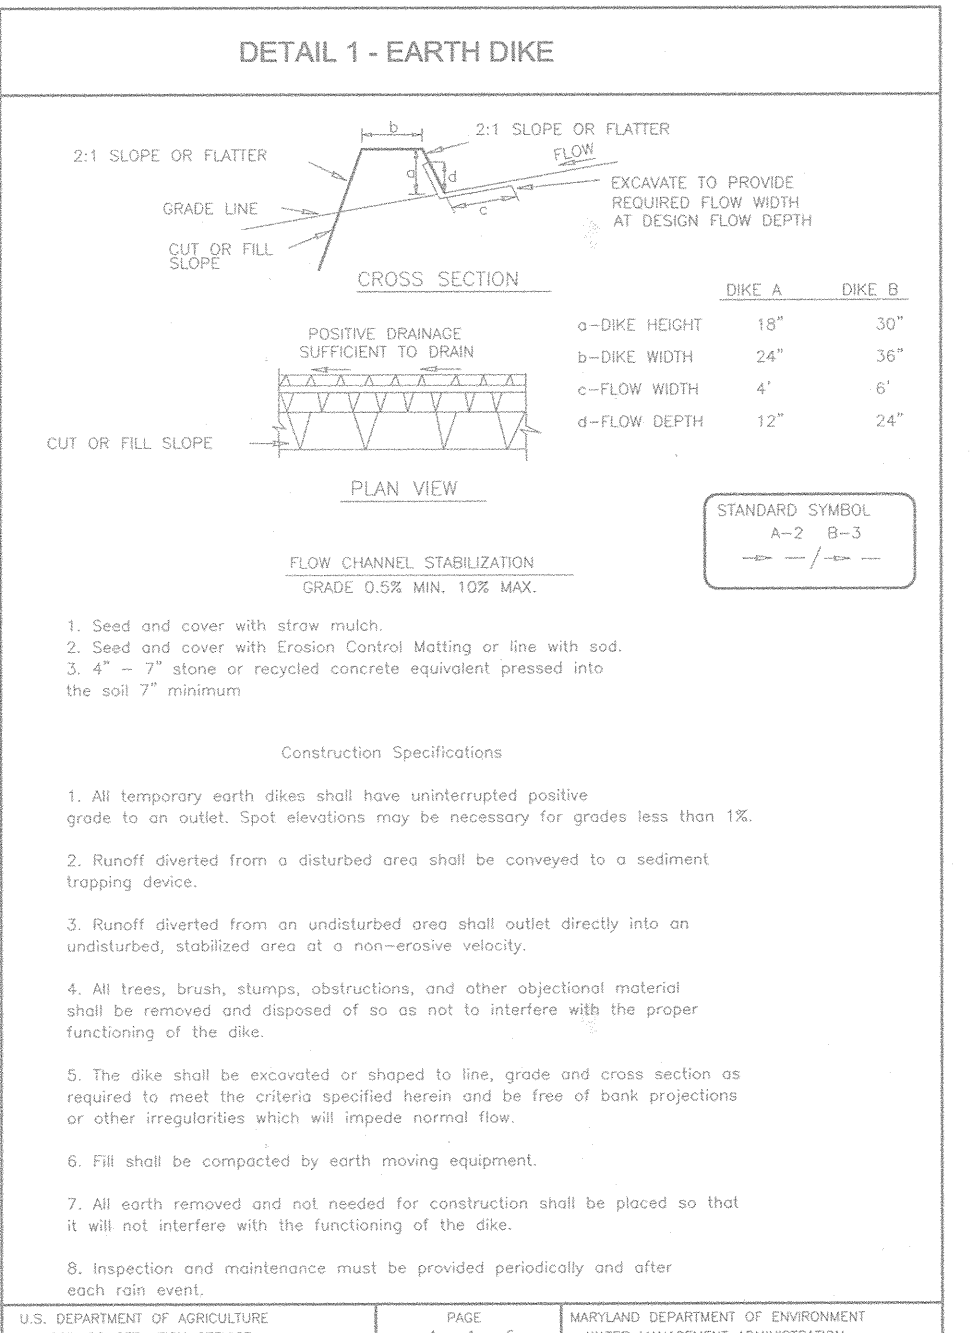 DETAIL 1 - EARTH DIKE
b
2:1 SLOPE OR FLATTER
2:1 SLOPE OR FLATTER
FLOW
a
d
EXCAVATE TO PROVIDE
REQUIRED FLOW WIDTH
AT DESIGN FLOW DEPTH
GRADE LINE
c
CUT OR FILL
SLOPE
CROSS SECTION
DIKE A DIKE B
a-DIKE HEIGHT 18" 30"
b-DIKE WIDTH 24" 36"
c-FLOW WIDTH 4' 6'
d-FLOW DEPTH 12" 24"
POSITIVE DRAINAGE
SUFFICIENT TO DRAIN
CUT OR FILL SLOPE
PLAN VIEW
STANDARD SYMBOL
A-2 B-3
FLOW CHANNEL STABILIZATION
GRADE 0.5% MIN. 10% MAX.
1. Seed and cover with straw mulch.
2. Seed and cover with Erosion Control Matting or line with sod.
3. 4" - 7" stone or recycled concrete equivalent pressed into
the soil 7" minimum
Construction Specifications
1. All temporary earth dikes shall have uninterrupted positive
grade to an outlet. Spot elevations may be necessary for grades less than 1%.
2. Runoff diverted from a disturbed area shall be conveyed to a sediment
trapping device.
3. Runoff diverted from an undisturbed area shall outlet directly into an
undisturbed, stabilized area at a non-erosive velocity.
4. All trees, brush, stumps, obstructions, and other objectional material
shall be removed and disposed of so as not to interfere with the proper
functioning of the dike.
5. The dike shall be excavated or shaped to line, grade and cross section as
required to meet the criteria specified herein and be free of bank projections
or other irregularities which will impede normal flow.
6. Fill shall be compacted by earth moving equipment.
7. All earth removed and not needed for construction shall be placed so that
it will not interfere with the functioning of the dike.
8. Inspection and maintenance must be provided periodically and after
each rain event.
U.S. DEPARTMENT OF AGRICULTURE
PAGE
MARYLAND DEPARTMENT OF ENVIRONMENT